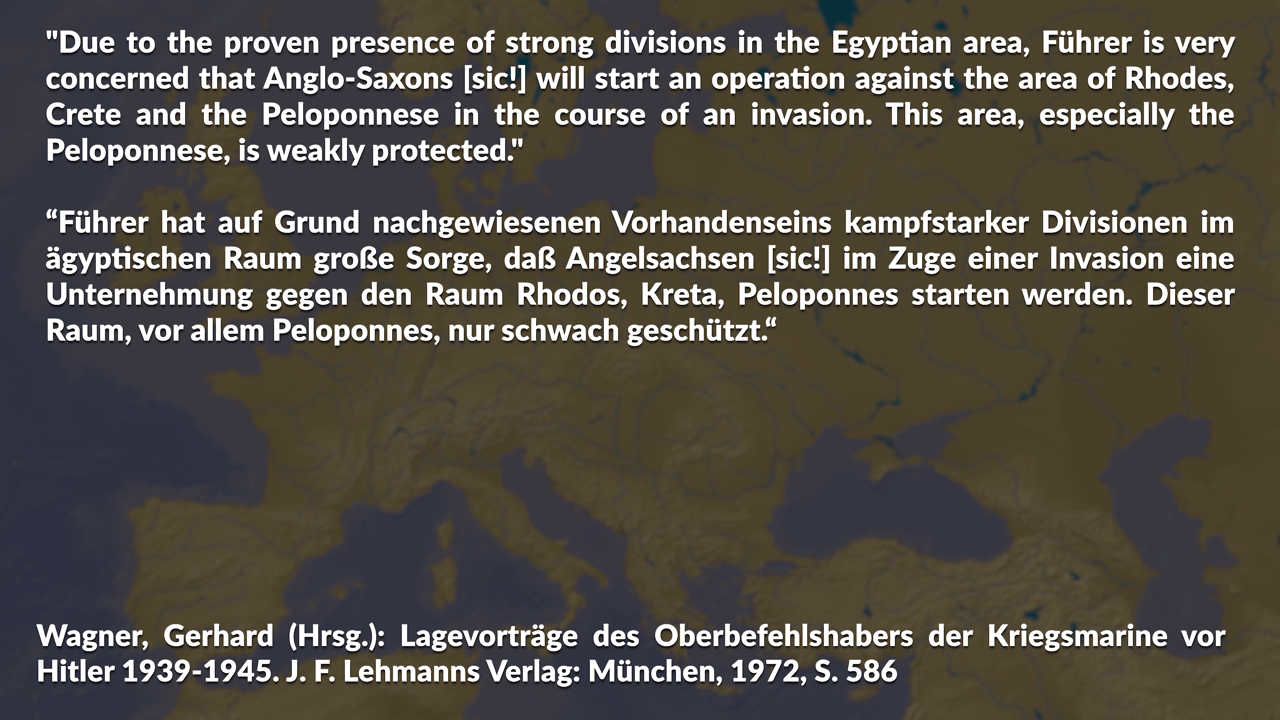 "Due to the proven presence of strong divisions in the Egyptian area, Führer is very
concerned that Anglo-Saxons [sic!] will start an operation against the area of Rhodes,
Crete and the Peloponnese in the course of an invasion. This area, especially the
Peloponnese, is weakly protected."
“Führer hat auf Grund nachgewiesenen Vorhandenseins kampfstarker Divisionen im
ägyptischen Raum große Sorge, daß Angelsachsen [sic!] im Zuge einer Invasion eine
Unternehmung gegen den Raum Rhodos, Kreta, Peloponnes starten werden. Dieser
Raum, vor allem Peloponnes, nur schwach geschützt.“
Wagner, Gerhard (Hrsg.): Lagevorträge des Oberbefehlshabers der Kriegsmarine vor
Hitler 1939-1945. J. F. Lehmanns Verlag: München, 1972, S. 586